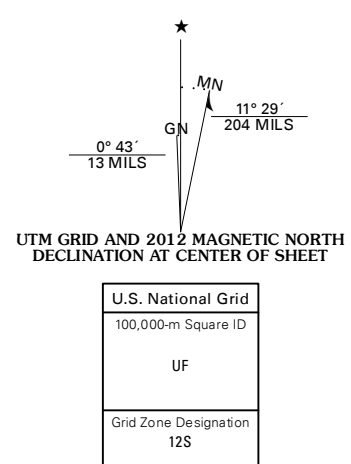 ★
MN
11° 29´
204 MILS
GN
0° 43´
13 MILS
UTM GRID AND 2012 MAGNETIC NORTH
DECLINATION AT CENTER OF SHEET
U.S. National Grid
100,000-m Square ID
UF
Grid Zone Designation
12S